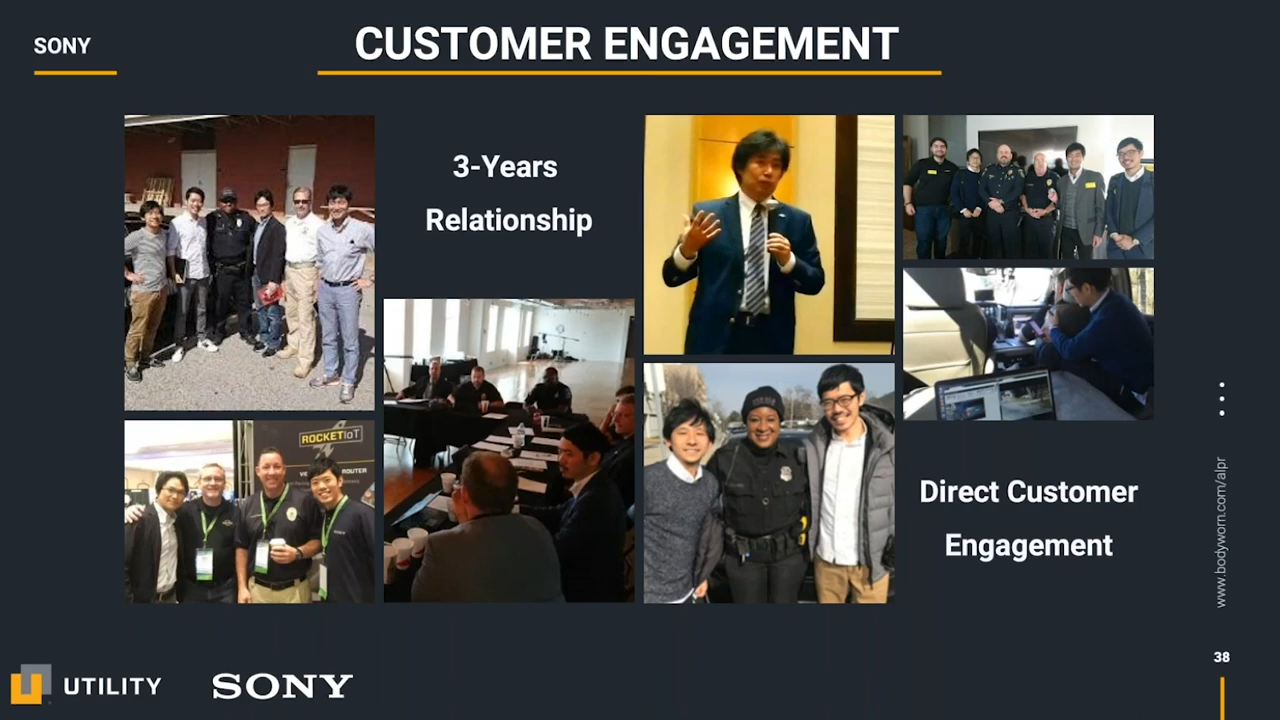 SONY
CUSTOMER ENGAGEMENT
3-Years
Relationship
ROCKETIoT
Direct Customer
Engagement
www.bodyworn.com/alpr
38
UTILITY
SONY